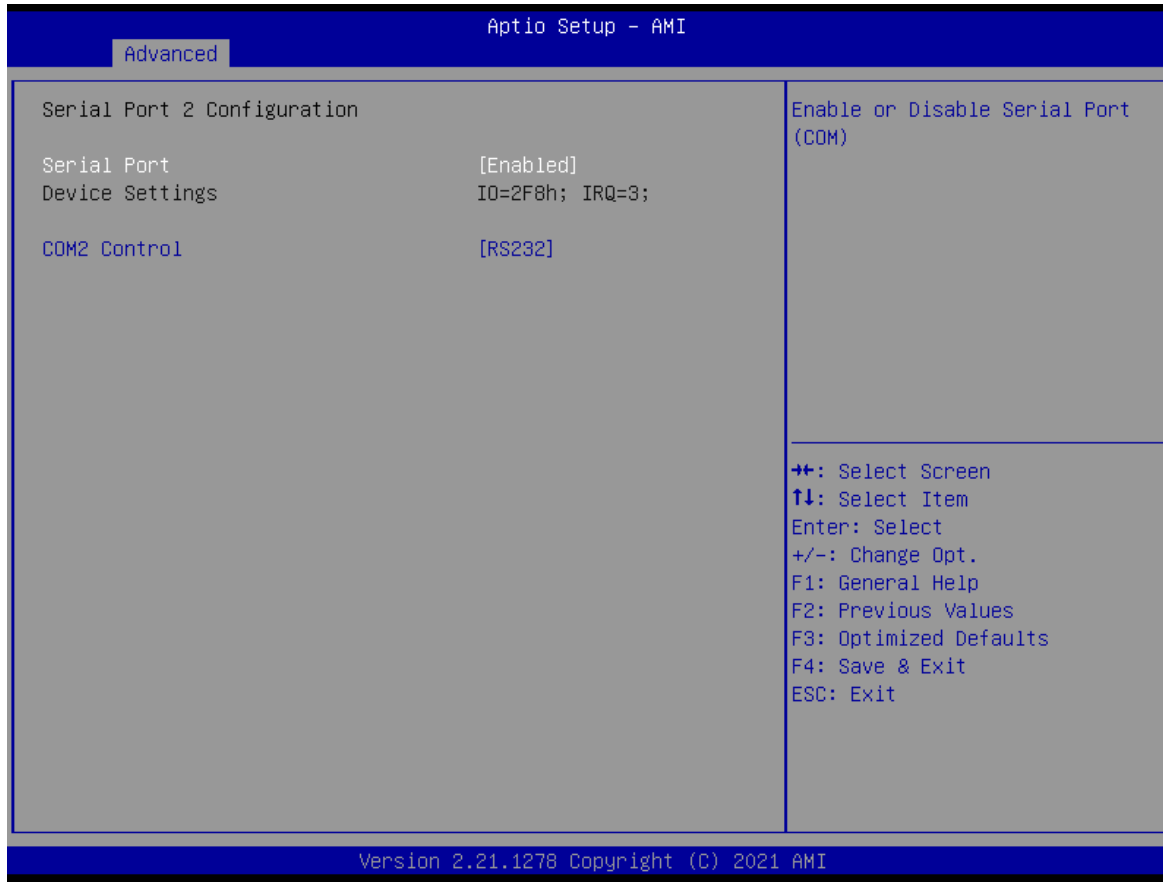 Aptio Setup – AMI
Advanced
Serial Port 2 Configuration
Serial Port [Enabled]
Device Settings IO=2F8h; IRQ=3;
COM2 Control [RS232]
Enable or Disable Serial Port
(COM)
→←: Select Screen
↑↓: Select Item
Enter: Select
+/-: Change Opt.
F1: General Help
F2: Previous Values
F3: Optimized Defaults
F4: Save & Exit
ESC: Exit
Version 2.21.1278 Copyright (C) 2021 AMI